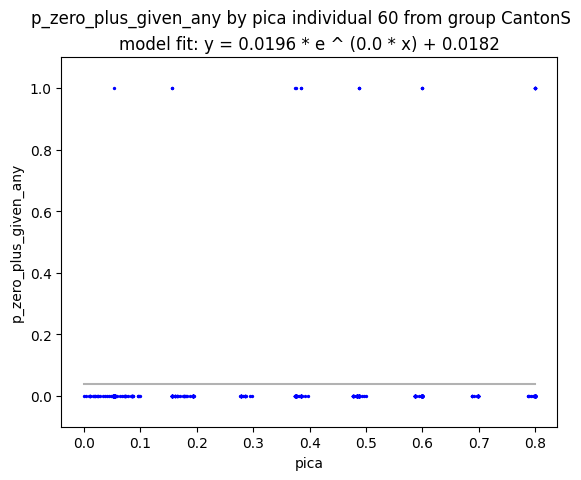 p_zero_plus_given_any by pica individual 60 from group CantonS
model fit: y = 0.0196 * e ^ (0.0 * x) + 0.0182
1.0
0.8
0.6
0.4
0.2
0.0
p_zero_plus_given_any
0.0 0.1 0.2 0.3 0.4 0.5 0.6 0.7 0.8
pica